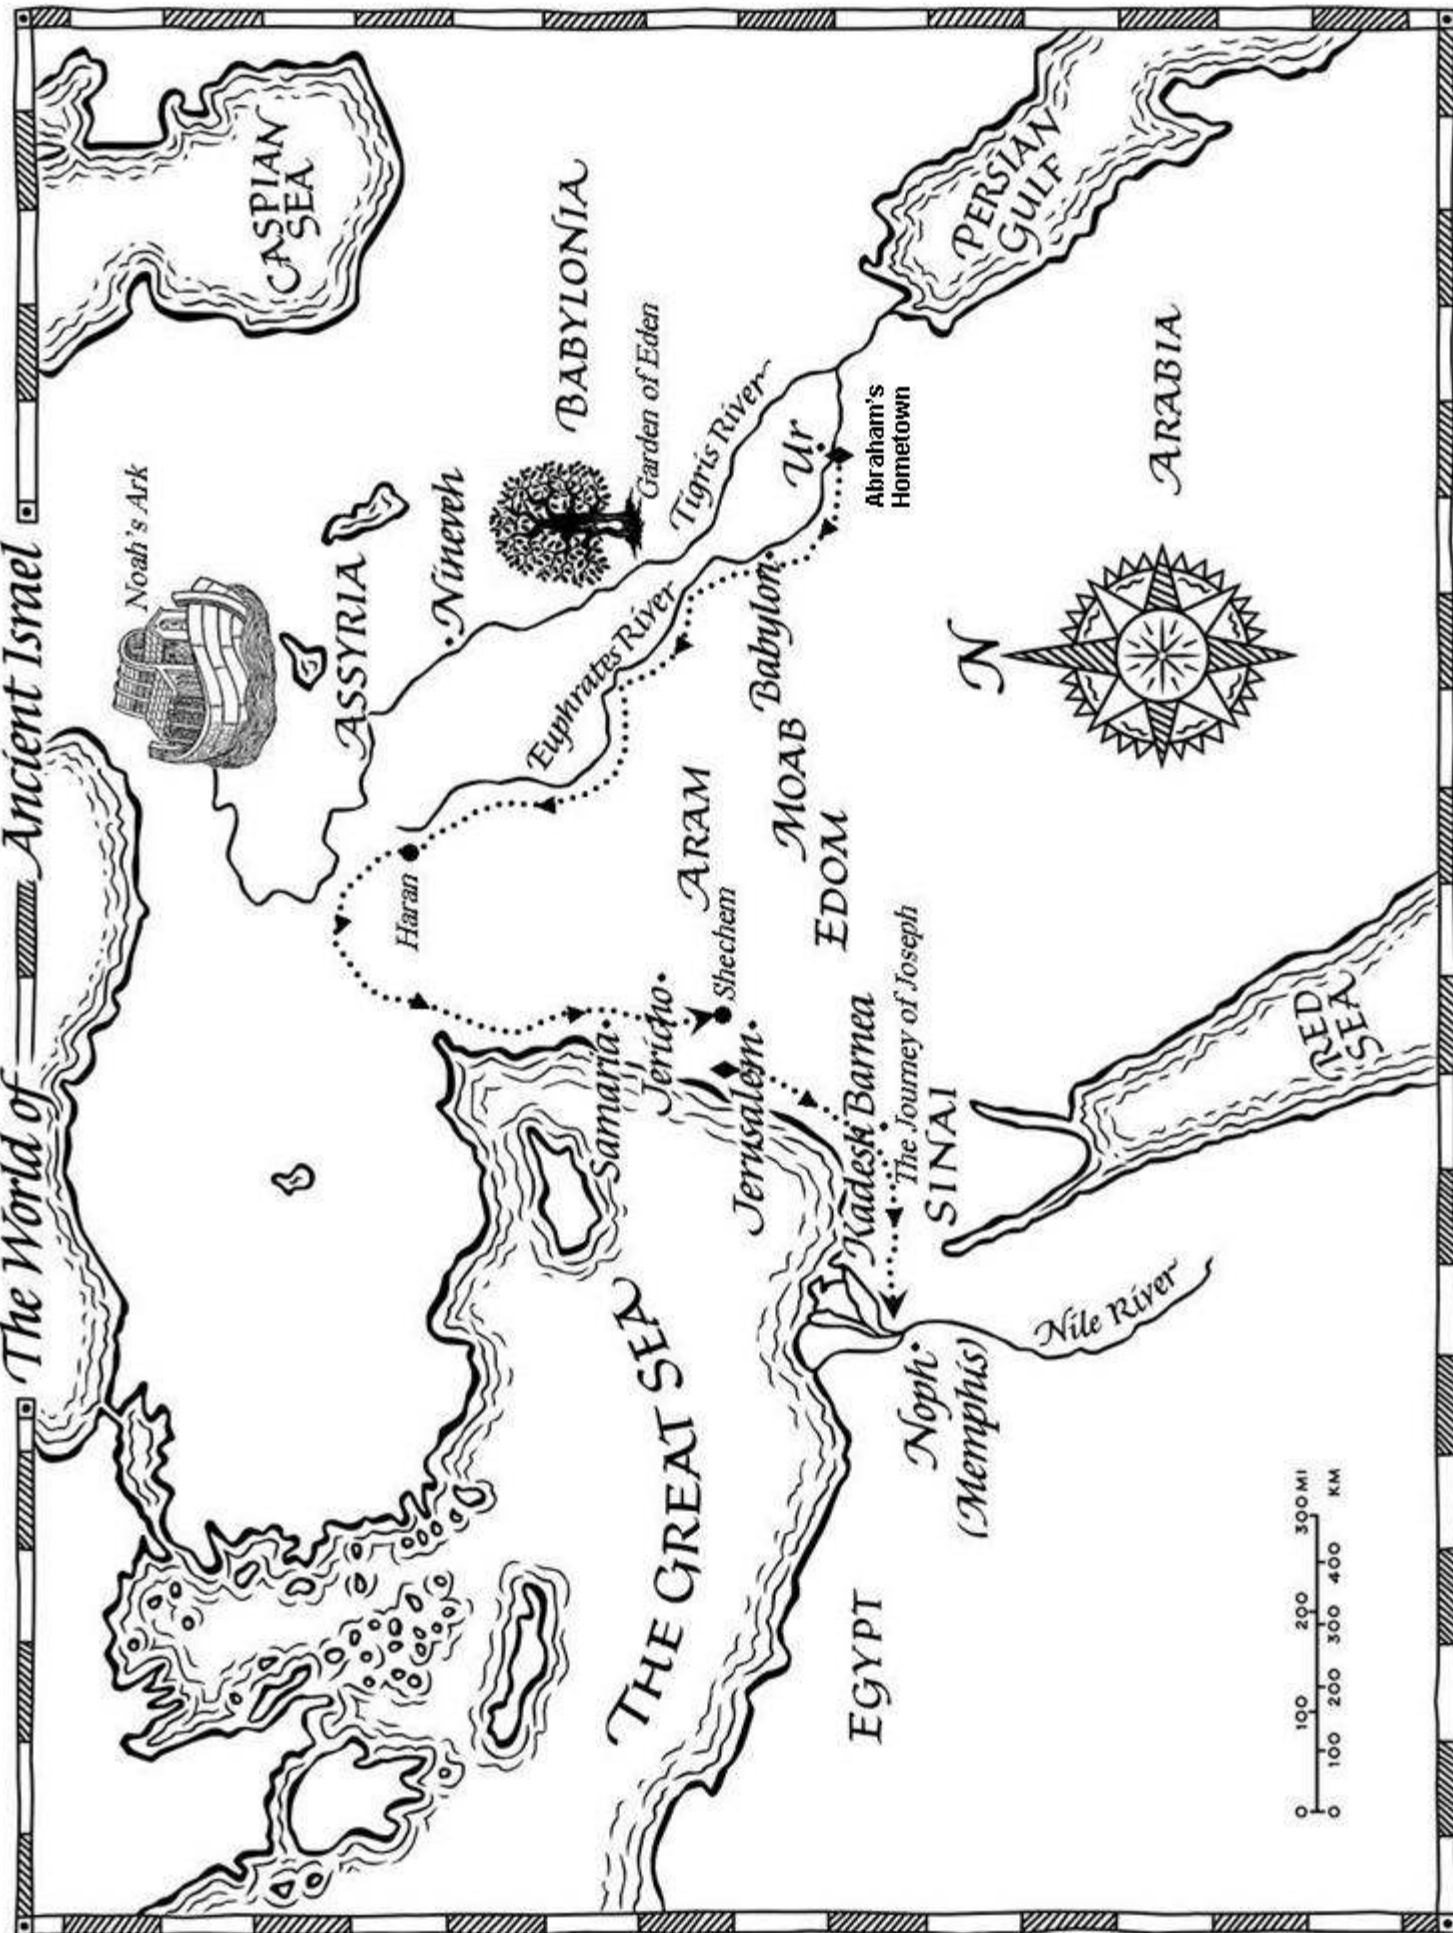 The World of Ancient Israel
CASPIAN
SEA
Noah's Ark
ASSYRIA
Nineveh
BABYLONIA
Garden of Eden
Tigris River
Euphrates River
Haran
Ur
Abraham's
Hometown
Babylon
PERSIAN
GULF
ARAM
MOAB
EDOM
ARABIA
Shechem
Samaria
Jericho
Jerusalem
Kadesh Barnea
The Journey of Joseph
SINAI
RED
SEA
N
THE GREAT SEA
Noph
(Memphis)
Nile River
EGYPT
0 100 200 300 MI
0 100 200 300 400 KM